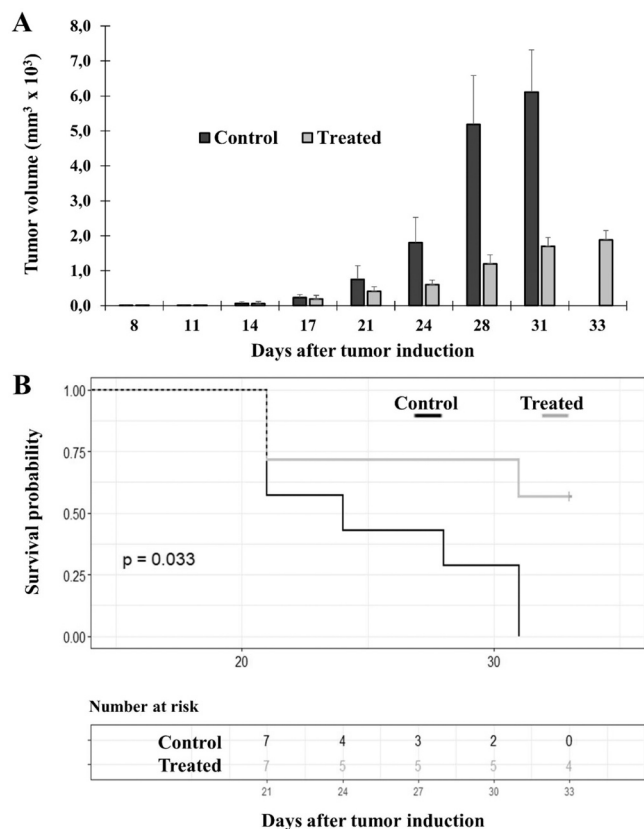 A
Tumor volume (mm³ x 10³)
8,0
7,0
6,0
5,0
4,0
3,0
2,0
1,0
0,0
Control Treated
8 11 14 17 21 24 28 31 33
Days after tumor induction
B
Survival probability
1.00
0.75
0.50
0.25
0.00
Control Treated
p = 0.033
20 30
Number at risk
Control 7 4 3 2 0
Treated 7 5 5 5 4
21 24 27 30 33
Days after tumor induction